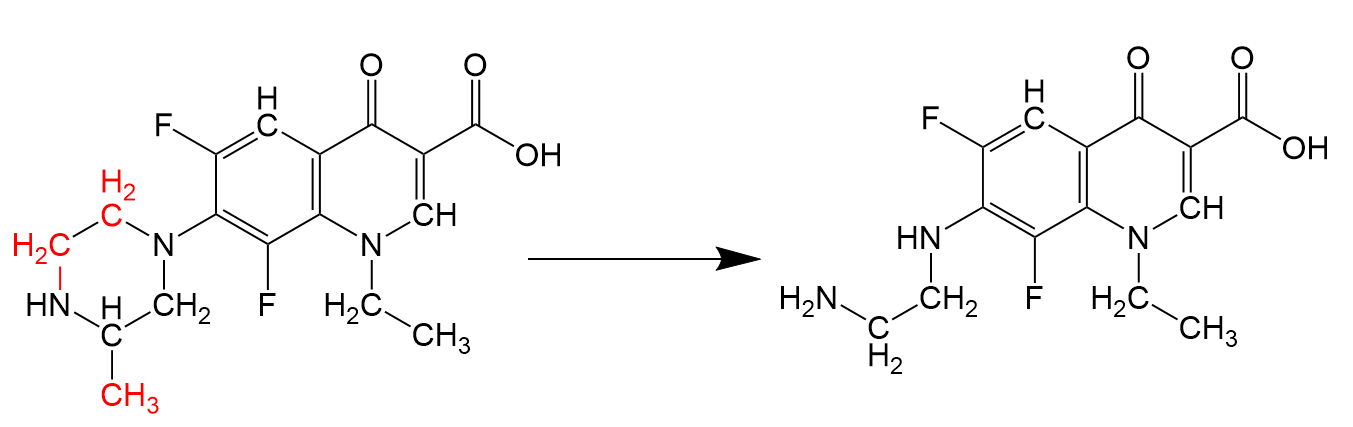 O O O O
H H
F C OH F C OH
H2
C
H2C N N CH HN N CH
HN H CH2 F H2C H2N CH2 F H2C
C CH3 C CH3
H2
CH3